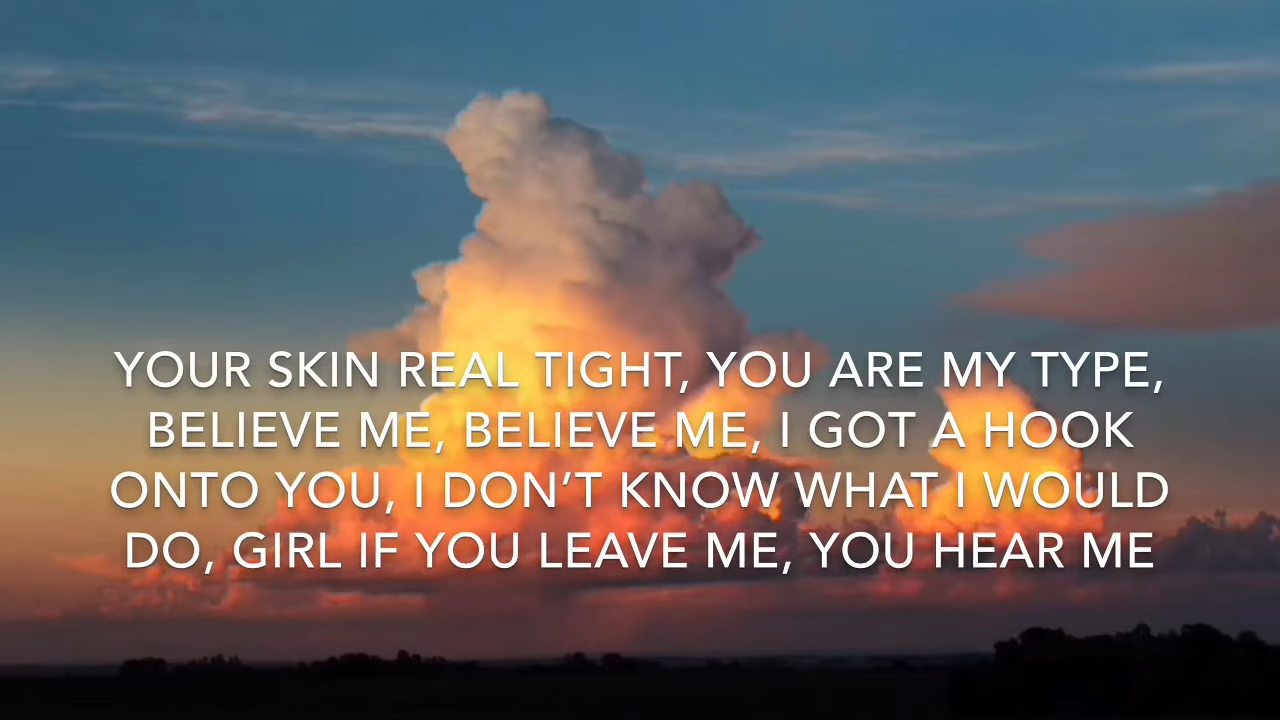 YOUR SKIN REAL TIGHT, YOU ARE MY TYPE,
BELIEVE ME, BELIEVE ME, I GOT A HOOK
ONTO YOU, I DON’T KNOW WHAT I WOULD
DO, GIRL IF YOU LEAVE ME, YOU HEAR ME